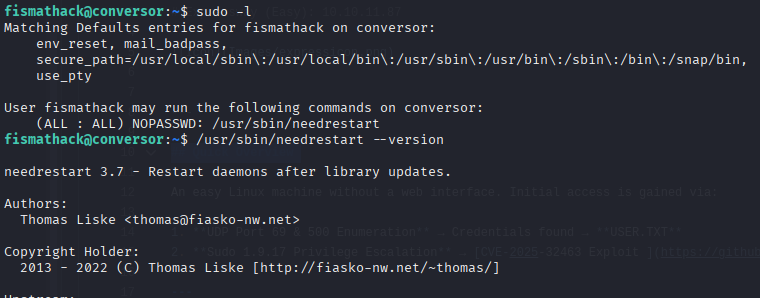 fismathack@conversor:~$ sudo -l
Matching Defaults entries for fismathack on conversor:
    env_reset, mail_badpass,
    secure_path=/usr/local/sbin\:/usr/local/bin\:/usr/sbin\:/usr/bin\:/sbin\:/bin\:/snap/bin,
    use_pty

User fismathack may run the following commands on conversor:
    (ALL : ALL) NOPASSWD: /usr/sbin/needrestart
fismathack@conversor:~$ /usr/sbin/needrestart --version

needrestart 3.7 - Restart daemons after library updates.

An easy Linux machine without a web interface. Initial access is gained via:
Authors:
  Thomas Liske <thomas@fiasko-nw.net>
1. **UDP Port 69 & 500 Enumeration** → Credentials found → **USER.TXT**
Copyright Holder:
2. **Sudo 1.9.17 Privilege Escalation** → [CVE-2025-32463 Exploit](https://github
  2013 - 2022 (C) Thomas Liske [http://fiasko-nw.net/~thomas/]

Upstream: